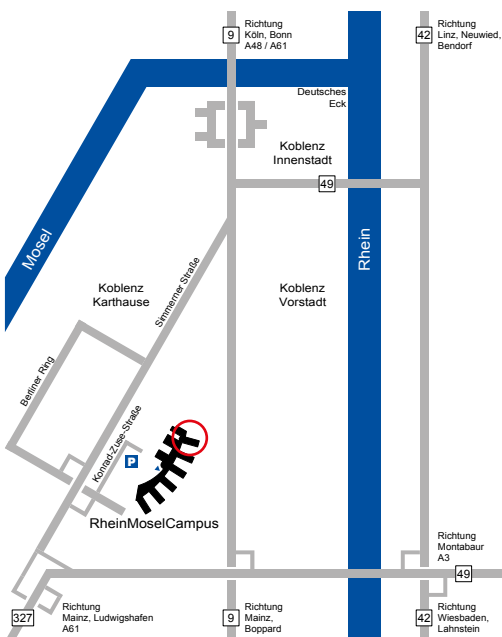 9
Richtung
Köln, Bonn
A48 / A61
42
Richtung
Linz, Neuwied,
Bendorf
Deutsches
Eck
Koblenz
Innenstadt
49
Mosel
Rhein
Koblenz
Karthause
Simmerner Straße
Koblenz
Vorstadt
Berliner Ring
Konrad-Zuse-Straße
P
RheinMoselCampus
Richtung
Montabaur
A3
49
327
Richtung
Mainz, Ludwigshafen
A61
9
Richtung
Mainz,
Boppard
42
Richtung
Wiesbaden,
Lahnstein